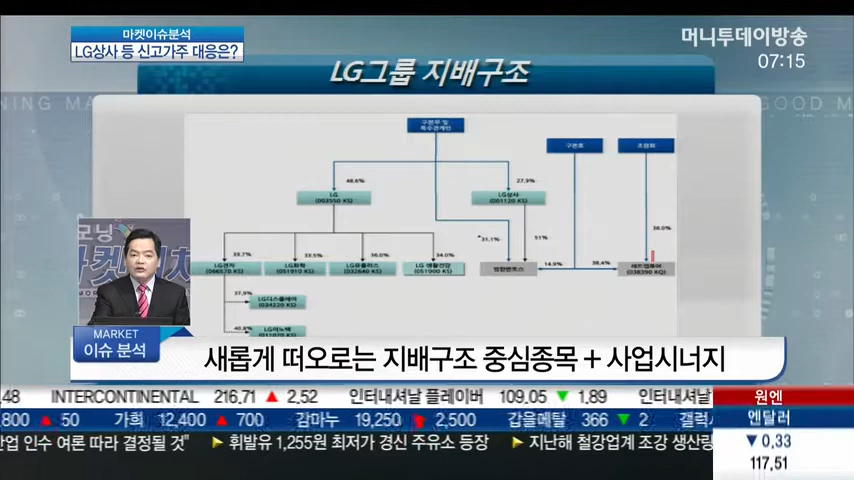 마켓이슈분석
LG상사 등 신고가주 대응은?
머니투데이방송
07:15
LG그룹 지배구조
NING MA
GOOD M
구본무 및
특수관계인
구본호
조원희
48.6%
27.9%
LG
(003550 KS)
LG상사
(001120 KS)
36.0%
31.1%
51%
33.7%
33.5%
36.0%
34.0%
14.9%
38.4%
LG전자
(066570 KS)
LG화학
(051910 KS)
LG유플러스
(032640 KS)
LG 생활건강
(051900 KS)
범한판토스
레드캡투어
(038390 KQ)
37.9%
LG디스플레이
(034220 KS)
40.8%
LG이노텍
(011070 KS)
모닝
마켓
MARKET
이슈 분석
새롭게 떠오로는 지배구조 중심종목 + 사업시너지
.48 INTERCONTINENTAL 216,71 ▲ 2,52 인터내셔날 플레이버 109.05 ▼ 1,89 인터내셔날
,800 ▲ 50 가희 12,400 ▲ 700 감마누 19,250 2,500 갑을메탈 366 ▼ 2 갤럭시
산업 인수 여론 따라 결정될 것" ▶ 휘발유 1,255원 최저가 경신 주유소 등장 ▶ 지난해 철강업계 조강 생산량
원엔
엔달러
▼ 0,33
117,51